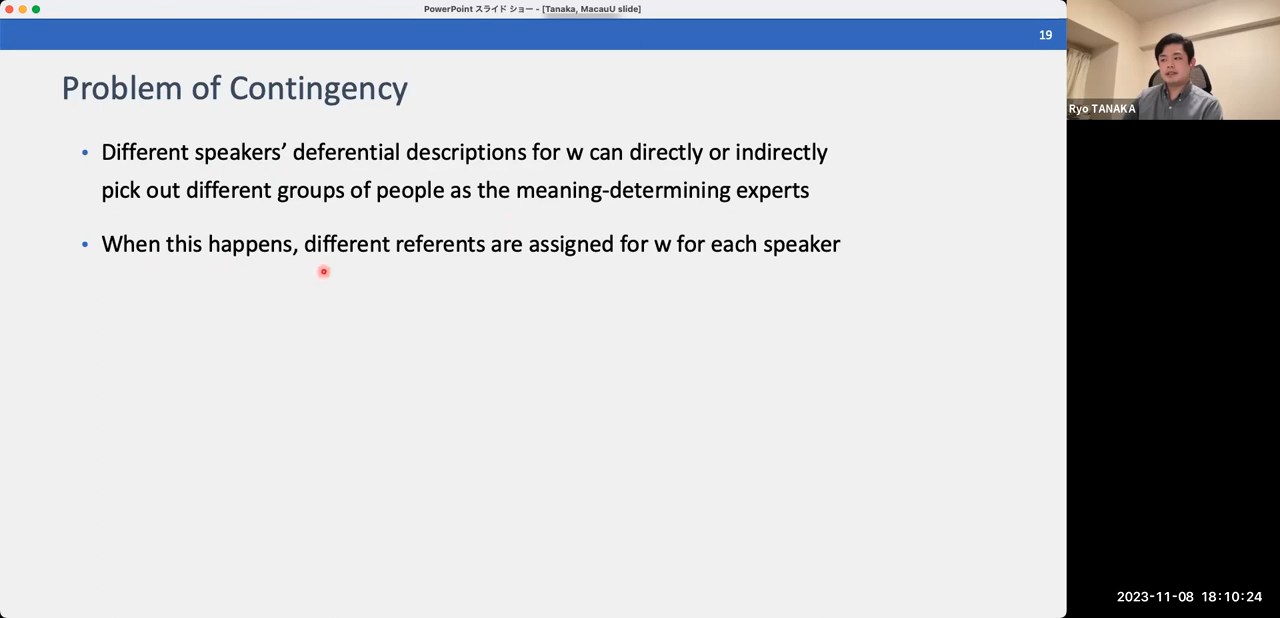 PowerPoint スライド ショー - [Tanaka, MacauU slide]
19
Problem of Contingency
• Different speakers’ deferential descriptions for w can directly or indirectly
pick out different groups of people as the meaning-determining experts
• When this happens, different referents are assigned for w for each speaker
Ryo TANAKA
2023-11-08 18:10:24